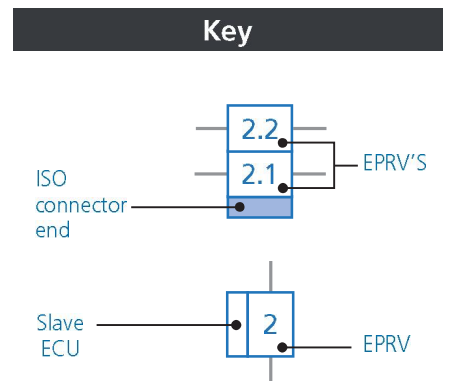 Key
2.2
2.1
EPRV'S
ISO
connector
end
Slave
ECU
2
EPRV